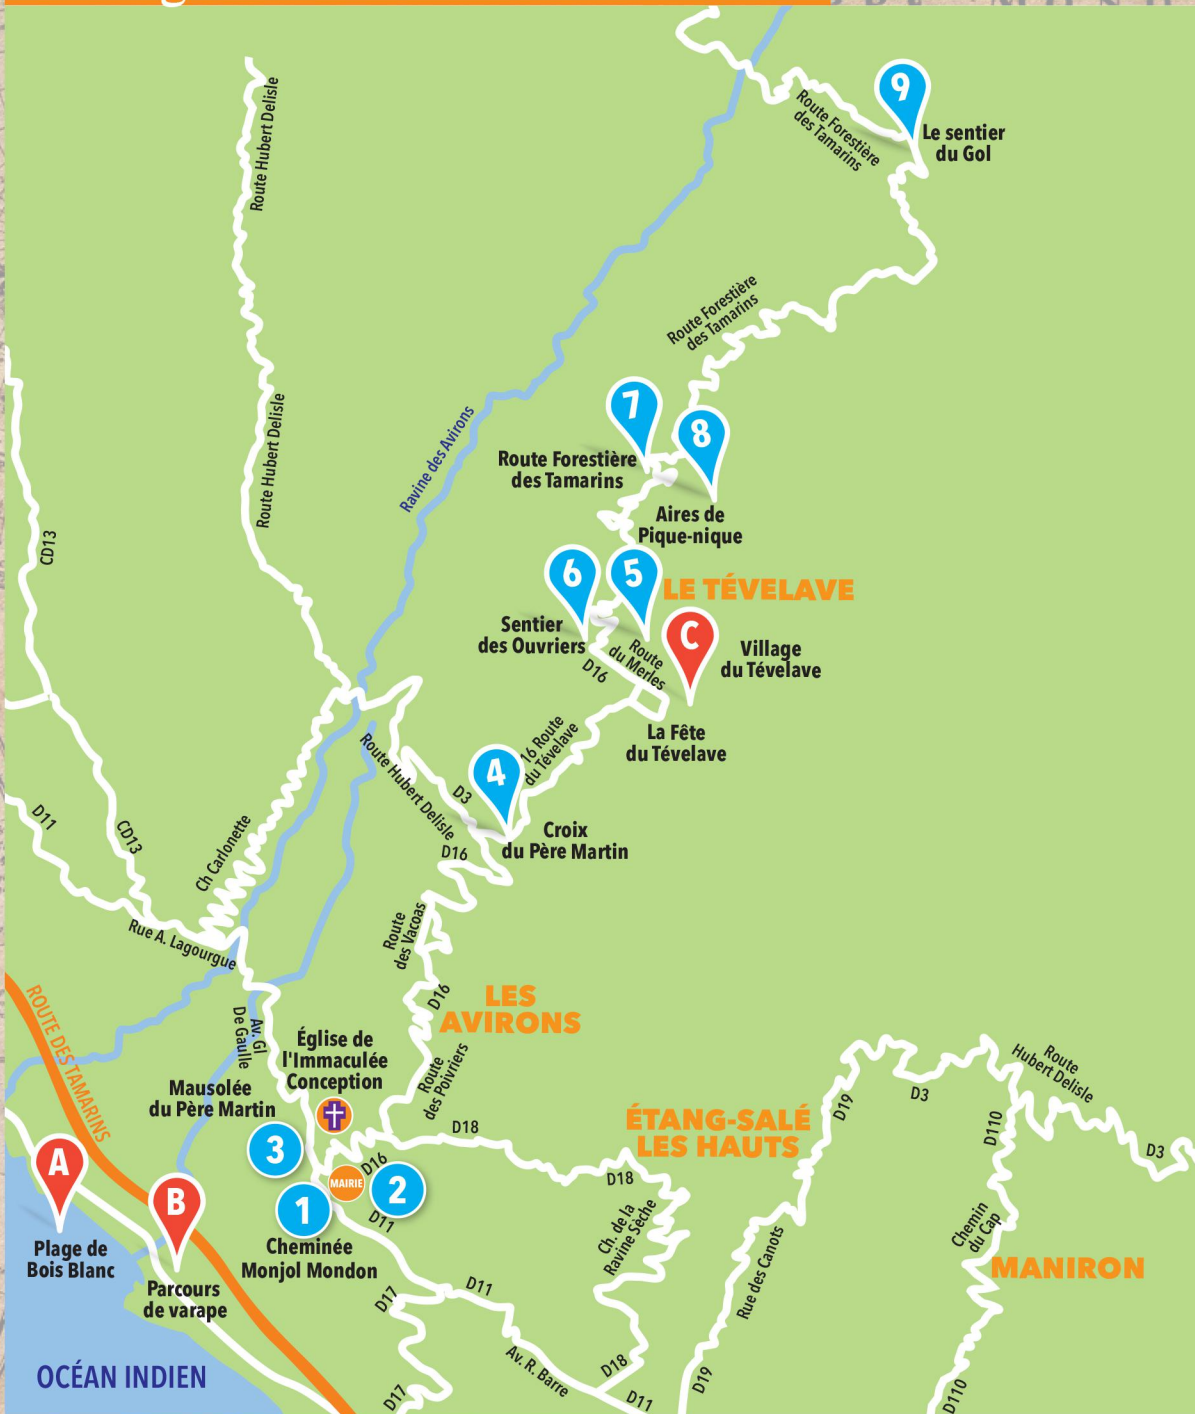 9
Le sentier
du Gol
Route Forestière
des Tamarins
Route Hubert Delisle
Route Forestière
des Tamarins
Route Hubert Delisle
Ravine des Avirons
7
8
Route Forestière
des Tamarins
Aires de
Pique-nique
CD13
6
5
LE TÉVELAVE
Sentier
des Ouvriers
Route
du Merles
D16
C
Village
du Tévelave
La Fête
du Tévelave
16 Route
du Tévelave
4
Croix
du Père Martin
Route Hubert Delisle
D3
D16
D11
CD13
Ch Carlonette
Rue A. Lagourgue
Route
des Vacoas
D16
LES
AVIRONS
ROUTE DES TAMARINS
Av. Gl
De Gaulle
Église de
l'Immaculée
Conception
Route
des Poivriers
Mausolée
du Père Martin
3
D18
ÉTANG-SALÉ
LES HAUTS
D19
D3
Route
Hubert Delisle
D110
D3
A
Plage de
Bois Blanc
B
Parcours
de varape
MAIRIE
D16
2
1
D11
Cheminée
Monjol Mondon
D18
Ch. de la
Ravine Sèche
Rue des Canots
Chemin
du Cap
MANIRON
D17
D11
Av. R. Barre
D18
D11
D19
D110
D17
OCÉAN INDIEN